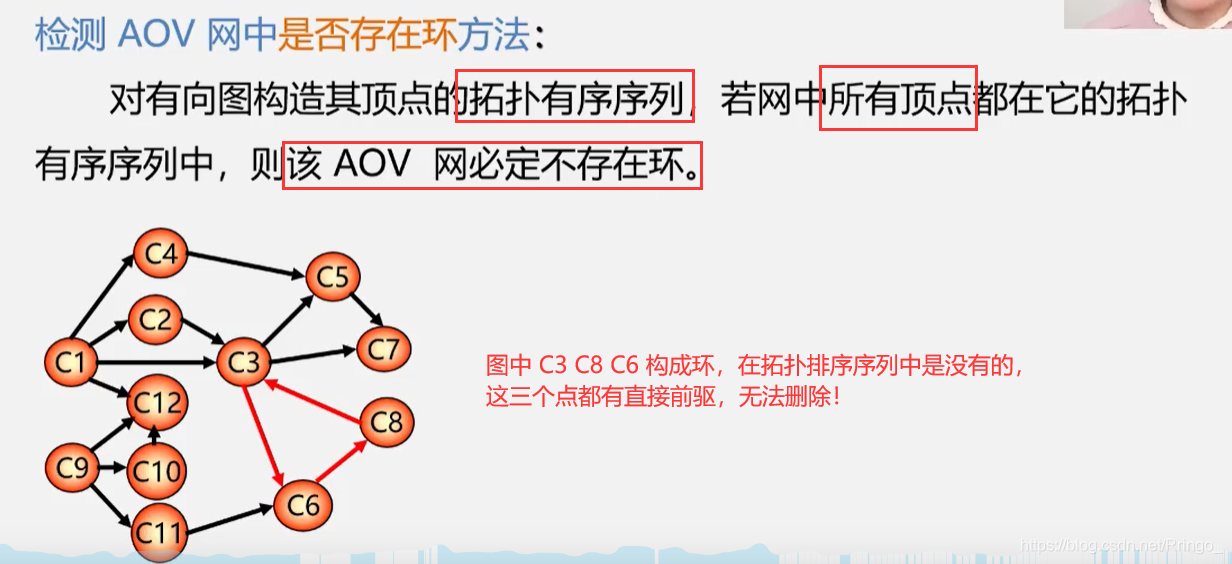 检测 AOV 网中是否存在环方法：
对有向图构造其顶点的拓扑有序序列，若网中所有顶点都在它的拓扑
有序序列中，则该 AOV 网必定不存在环。
C4
C5
C2
C1
C3
C7
C12
C8
C9
C10
C6
C11
图中 C3 C8 C6 构成环，在拓扑排序序列中是没有的，
这三个点都有直接前驱，无法删除！
https://blog.csdn.net/Pringo_